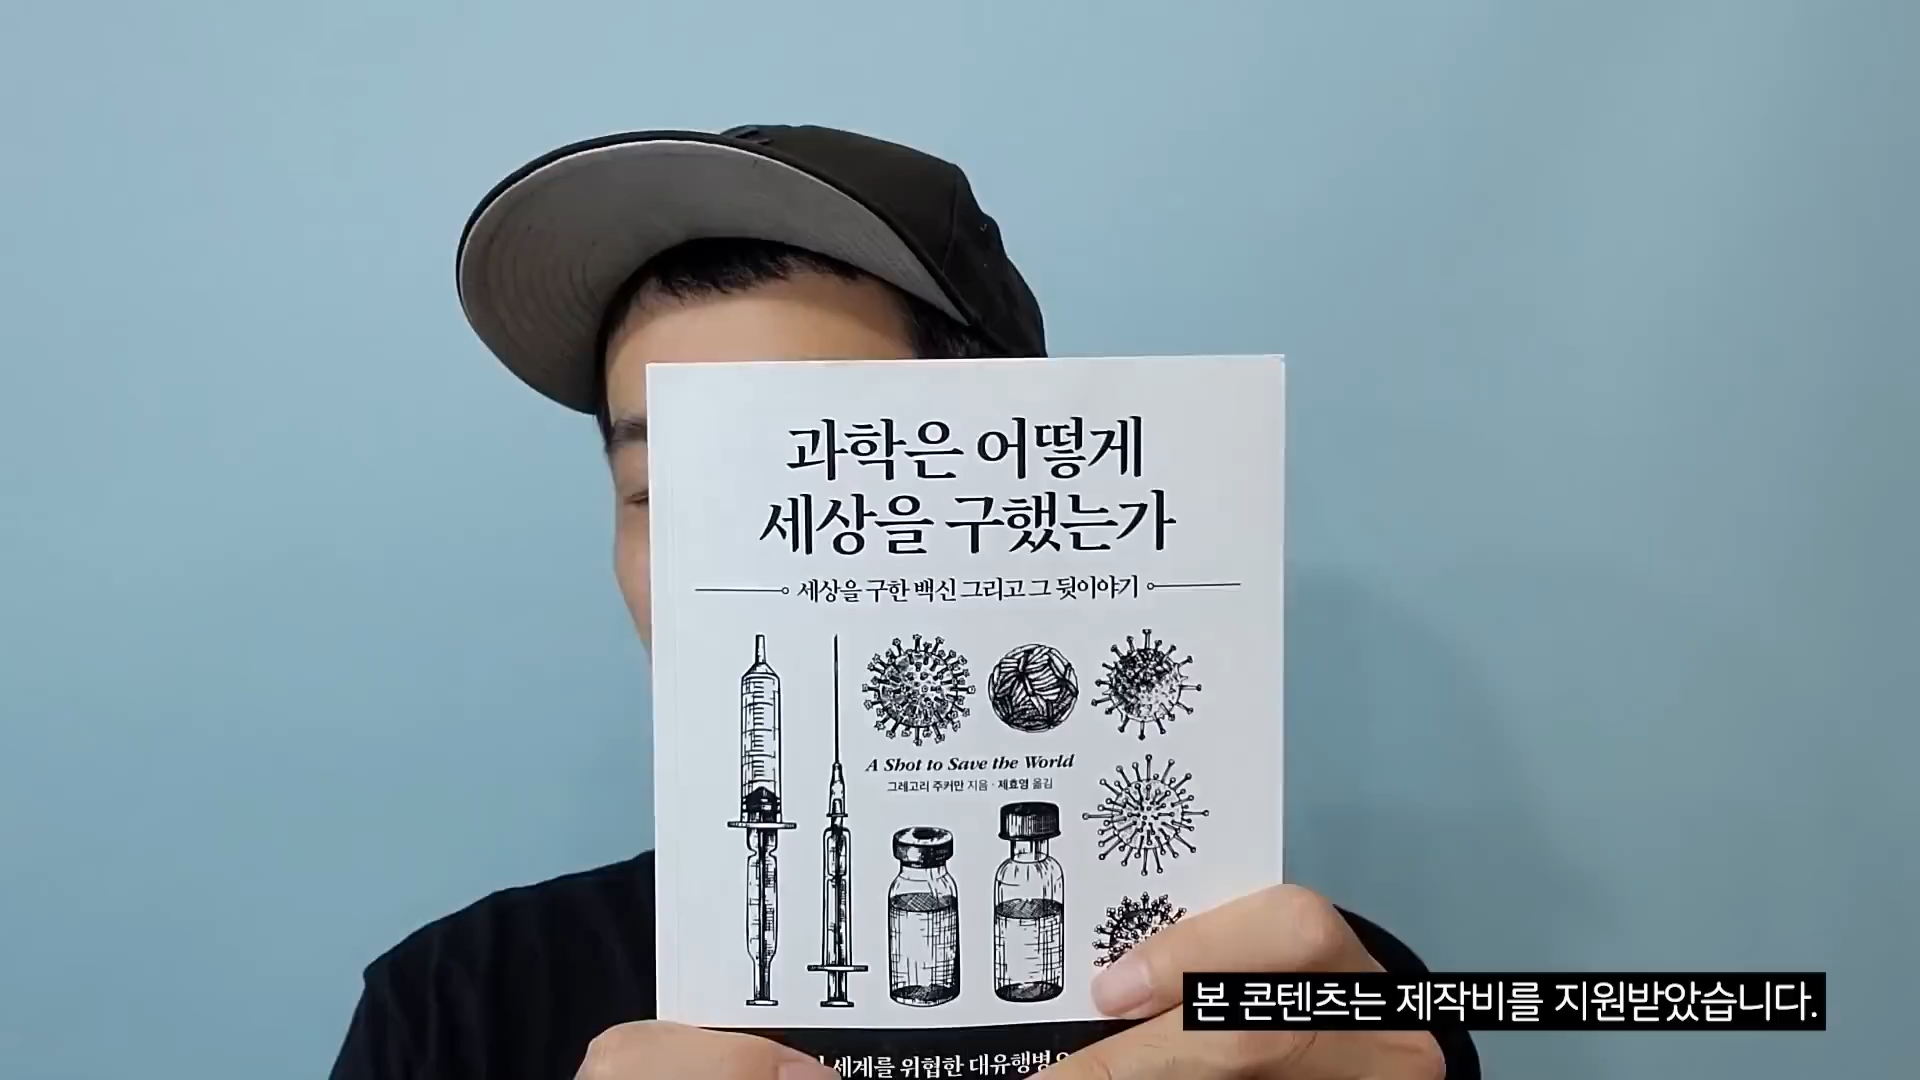 과학은 어떻게
세상을 구했는가
세상을 구한 백신 그리고 그 뒷이야기
A Shot to Save the World
그레고리 주커만 지음 · 제효영 옮김
본 콘텐츠는 제작비를 지원받았습니다.
세계를 위협한 대유행병